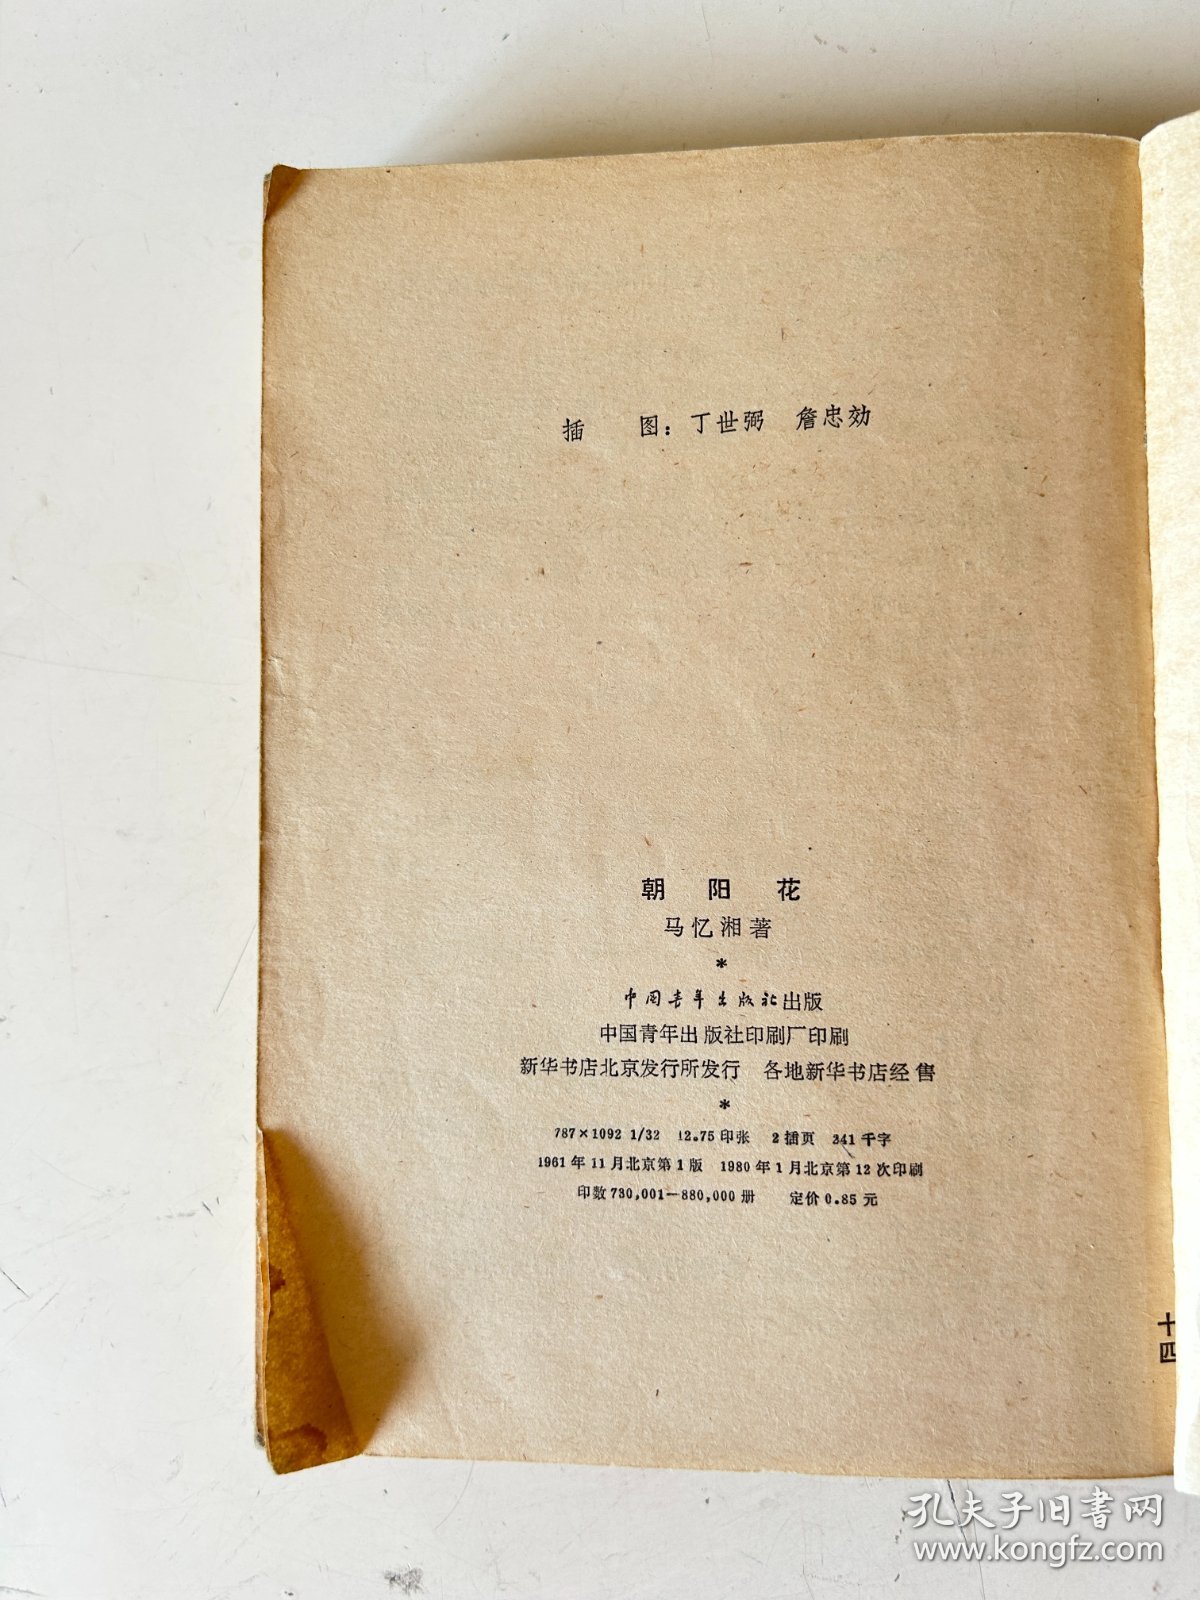 插　　图：丁世弼　詹忠効
朝　阳　花
马忆湘著
*
中国青年出版社出版
中国青年出版社印刷厂印刷
新华书店北京发行所发行　各地新华书店经售
*
787×1092 1/32　12.75印张　2插页　341千字
1961年11月北京第1版　1980年1月北京第12次印刷
印数730,001—880,000册　定价0.85元
十
四
孔夫子旧书网
www.kongfz.com